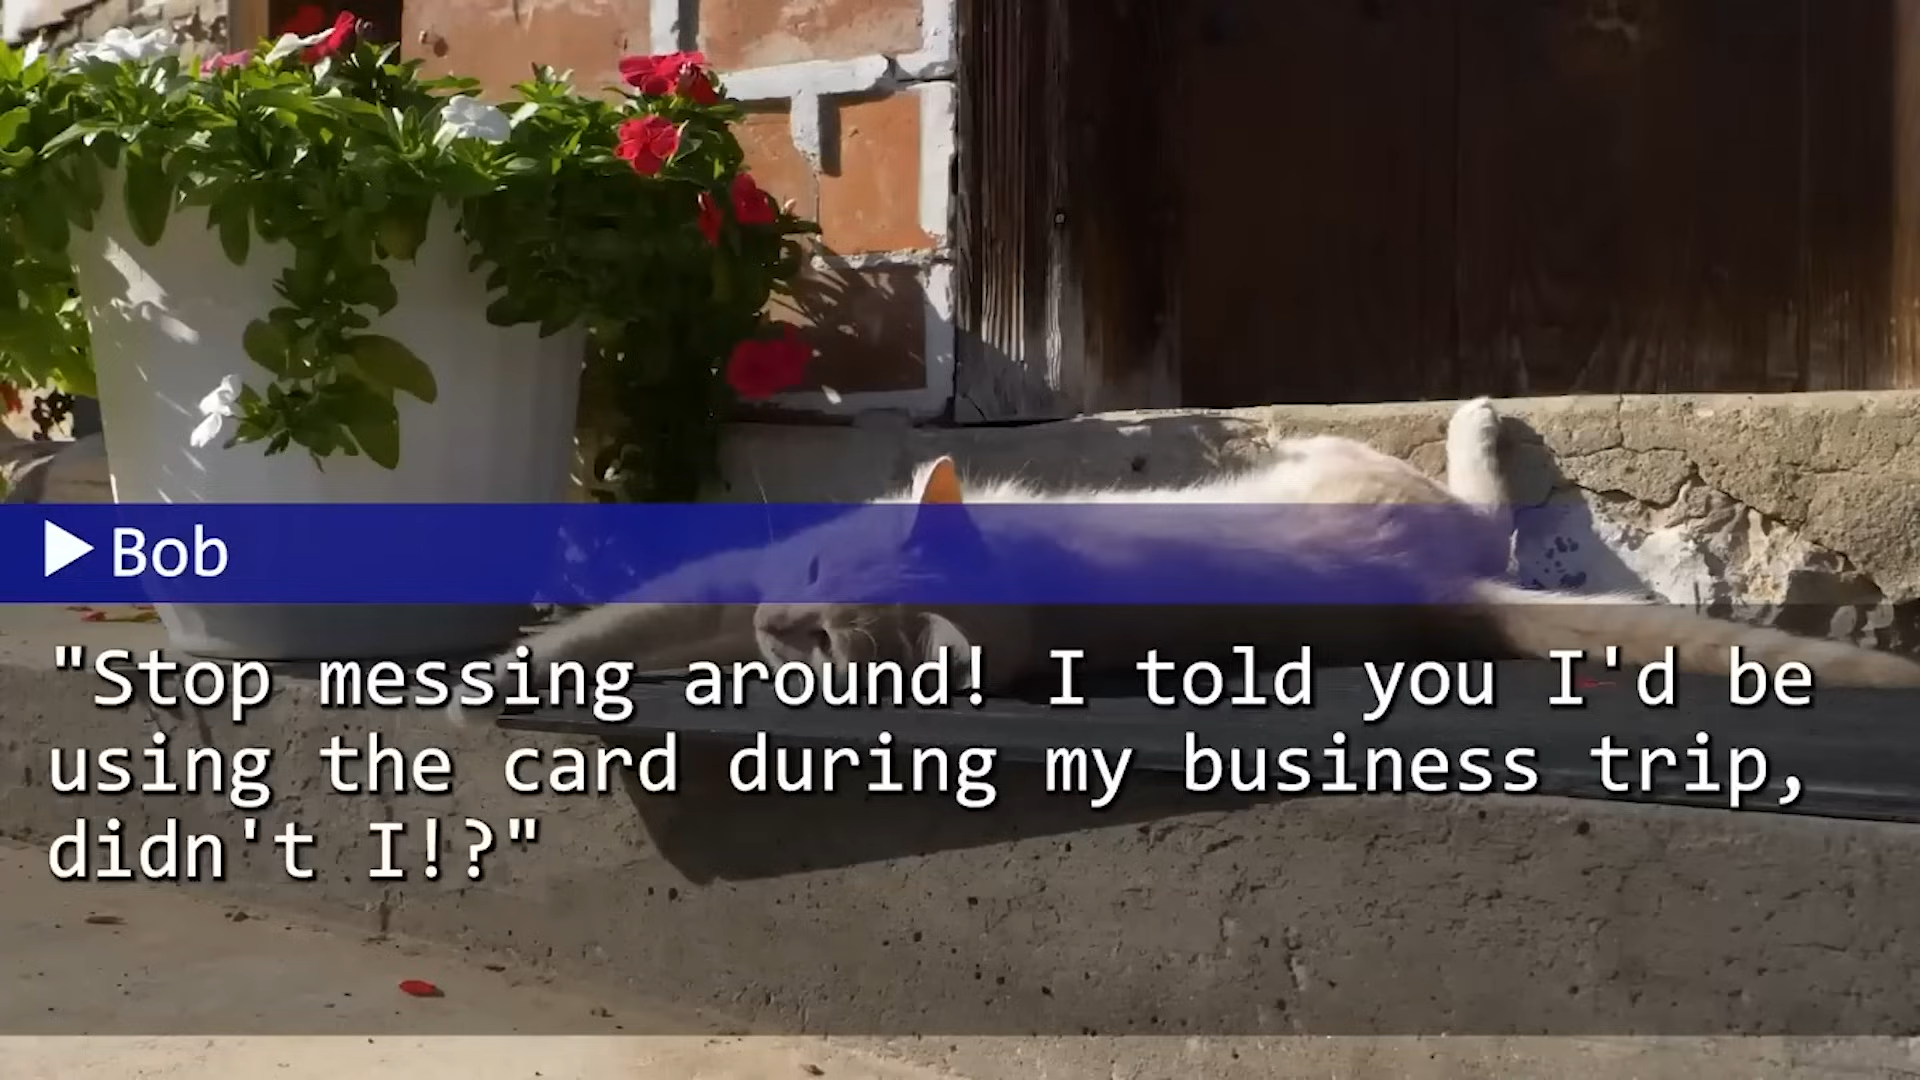 Bob
"Stop messing around! I told you I'd be
using the card during my business trip,
didn't I!?"